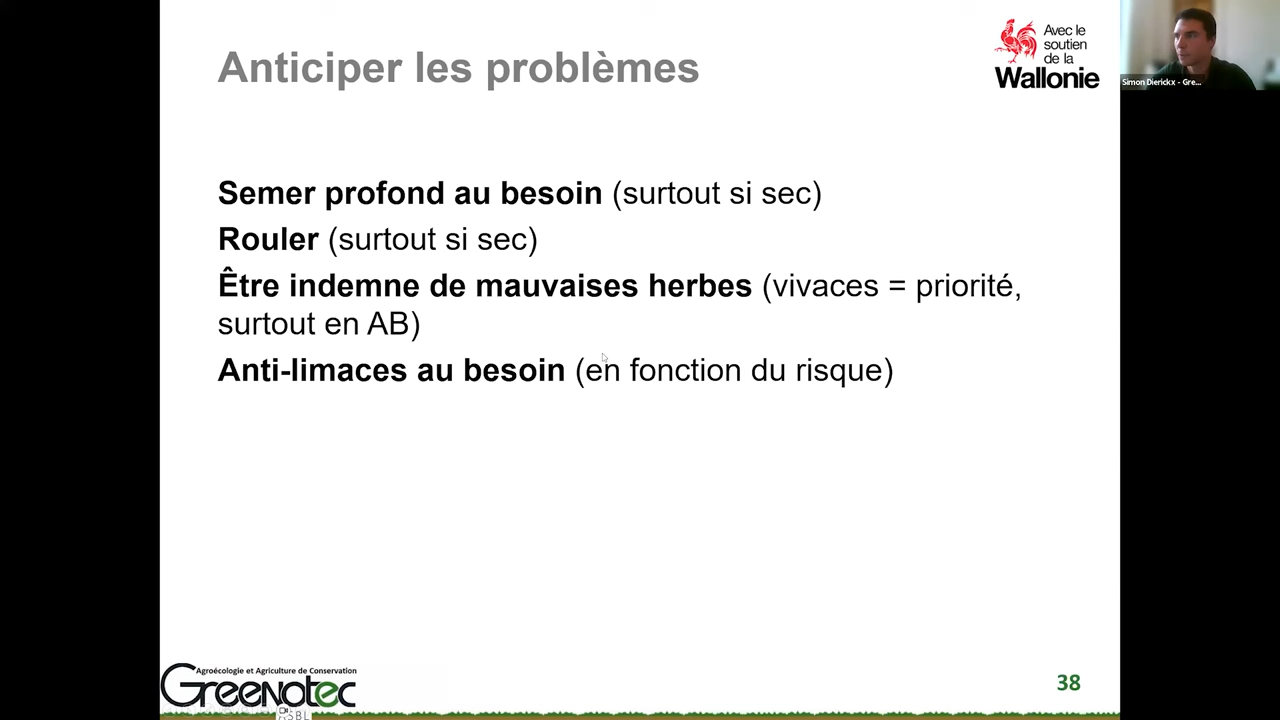 Anticiper les problèmes
Avec le
soutien
de la
Wallonie
Simon Dierickx - Gre...
Semer profond au besoin (surtout si sec)
Rouler (surtout si sec)
Être indemne de mauvaises herbes (vivaces = priorité,
surtout en AB)
Anti-limaces au besoin (en fonction du risque)
Agroécologie et Agriculture de Conservation
Greenotec
SBL
38